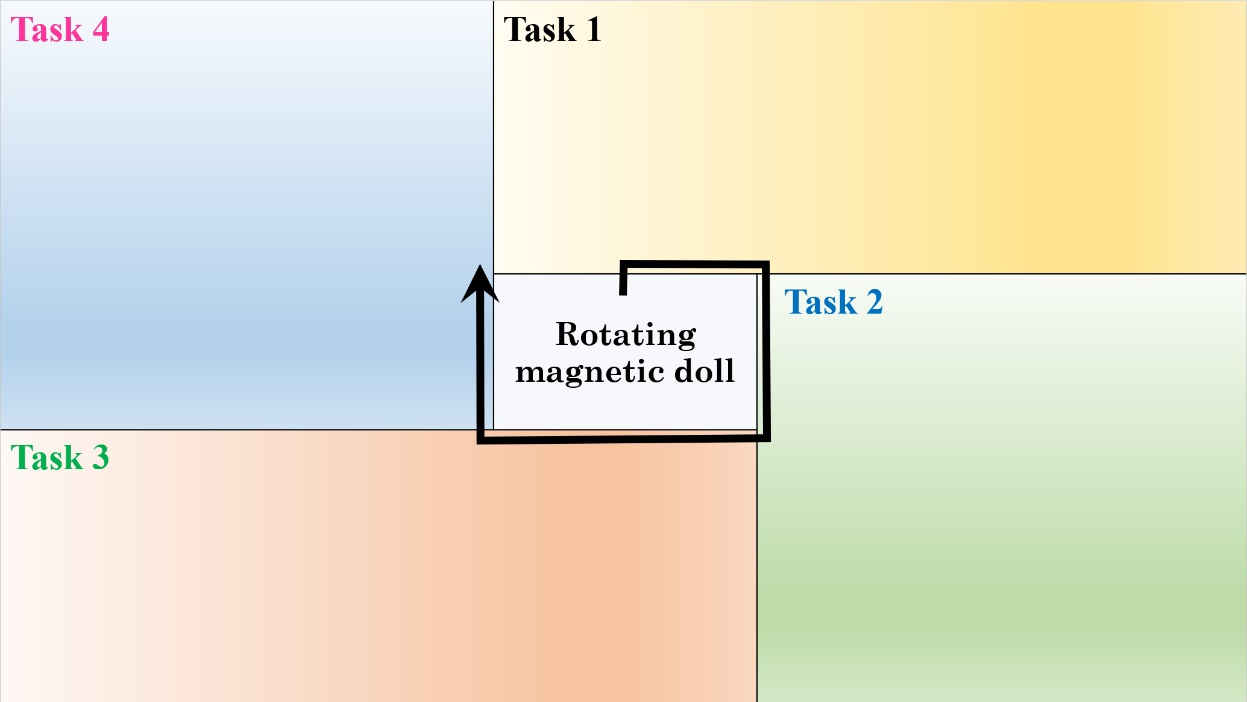 Task 4
Task 1
Rotating
magnetic doll
Task 2
Task 3